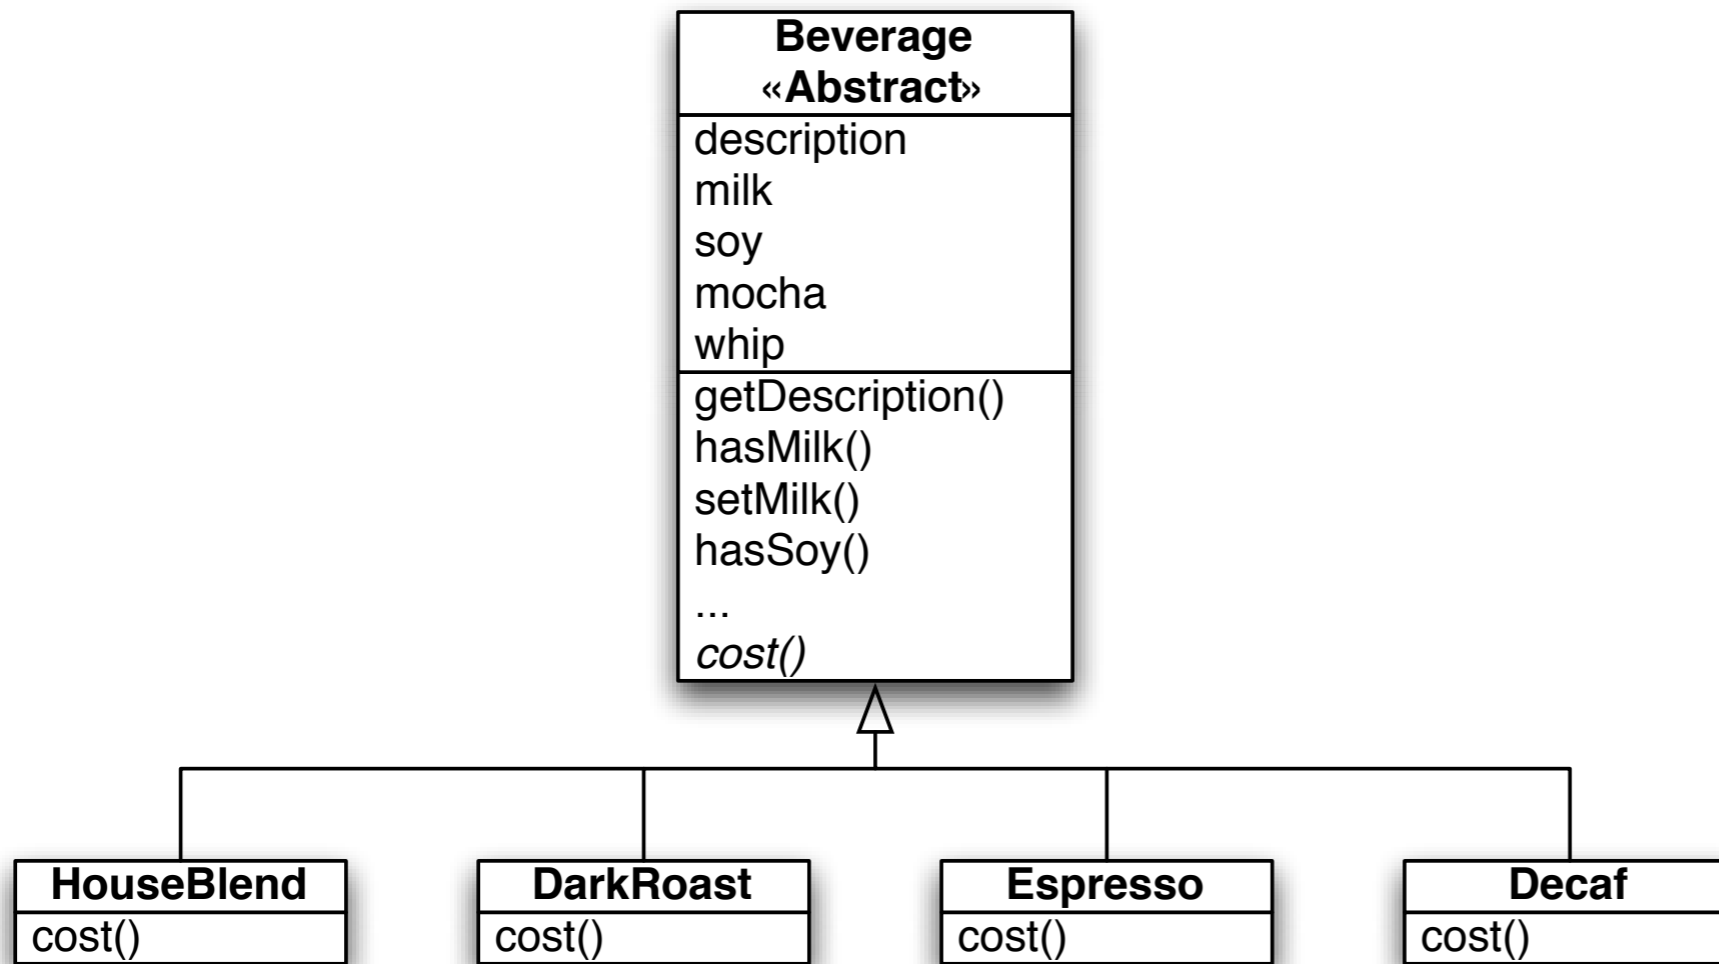 Beverage
«Abstract»
description
milk
soy
mocha
whip
getDescription()
hasMilk()
setMilk()
hasSoy()
...
cost()
HouseBlend
cost()
DarkRoast
cost()
Espresso
cost()
Decaf
cost()